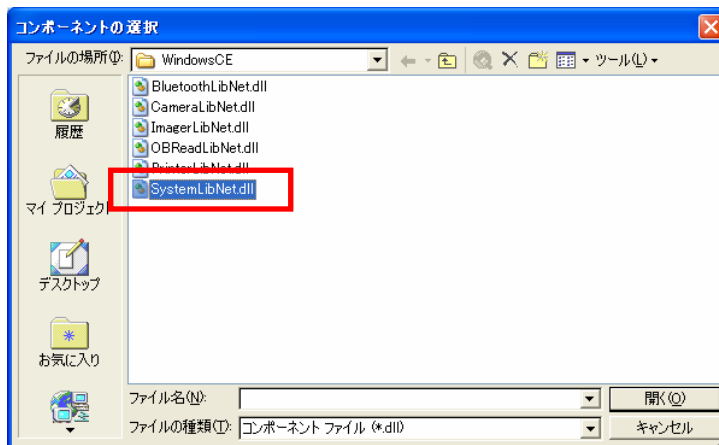 コンポーネントの選択
ファイルの場所(I):
WindowsCE
ツール(L)
履歴
マイ プロジェクト
デスクトップ
お気に入り
BluetoothLibNet.dll
CameraLibNet.dll
ImagerLibNet.dll
OBReadLibNet.dll
PrinterLibNet.dll
SystemLibNet.dll
ファイル名(N):
開く(O)
ファイルの種類(T):
コンポーネント ファイル (*.dll)
キャンセル